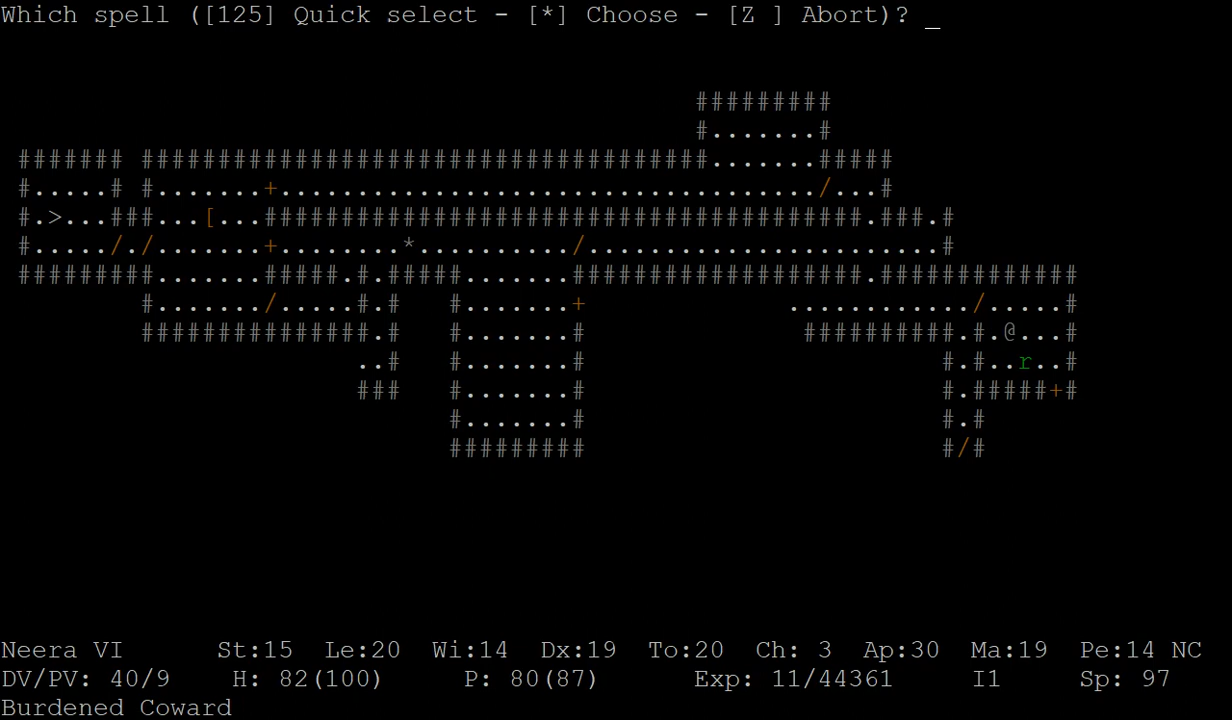 Which spell ([125] Quick select - [*] Choose - [Z ] Abort)? _
                                             #########
                                             #.......#
####### #####################################.......#####
#.....# #.......+.................................../...#
#.>...###...[...#######################################.###.#
#...../././.......+........*........../.......................#
#########.......#####.#.#####.......###################.#############
        #......./.....#.#   #.......+             .........../.....#
        ###############.#   #.......#              ##########.#.@...#
                      ..#   #.......#                       #.#..r..#
                      ###   #.......#                       #.#####+#
                            #.......#                       #.#
                            #########                       #/#
Neera VI      St:15  Le:20  Wi:14  Dx:19  To:20  Ch: 3  Ap:30  Ma:19  Pe:14 NC
DV/PV: 40/9    H: 82(100)     P: 80(87)      Exp: 11/44361     I1     Sp: 97
Burdened Coward